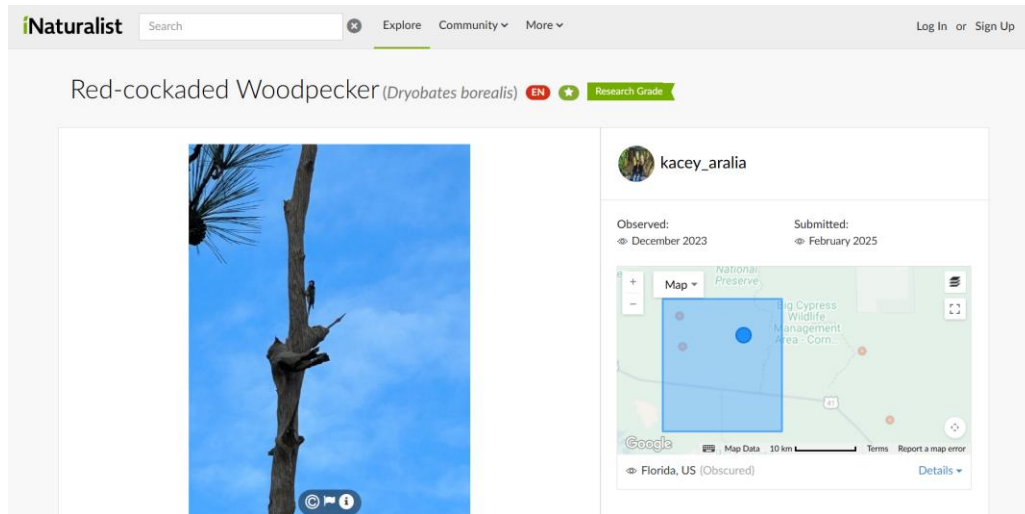 iNaturalist Search Explore Community More Log In or Sign Up
Red-cockaded Woodpecker (Dryobates borealis) EN Research Grade
kacey_aralia
Observed: Submitted:
December 2023 February 2025
National
Map Preserve
Big Cypress
Wildlife
Management
Area - Corn...
41
Google Map Data 10 km Terms Report a map error
Florida, US (Obscured) Details